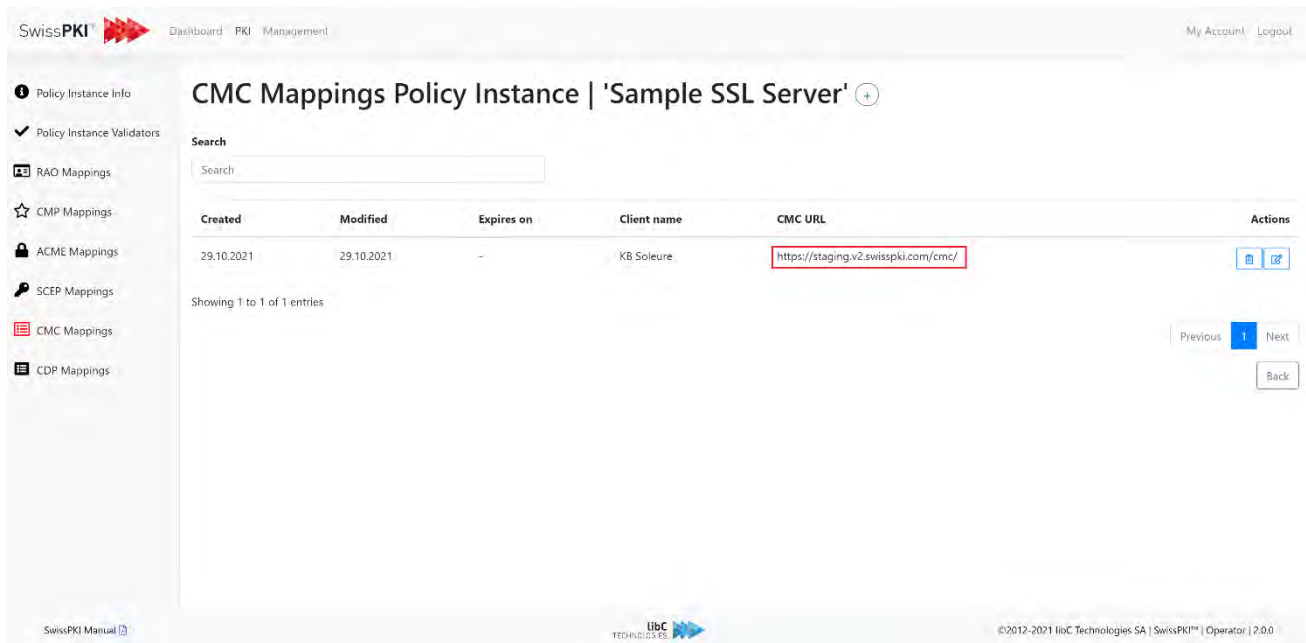 SwissPKI™ Dashboard PKI Management My Account Logout
Policy Instance Info
Policy Instance Validators
RAO Mappings
CMP Mappings
ACME Mappings
SCEP Mappings
CMC Mappings
CDP Mappings
CMC Mappings Policy Instance | 'Sample SSL Server' +
Search
Search
Created Modified Expires on Client name CMC URL Actions
29.10.2021 29.10.2021 - KB Soleure https://staging.v2.swisspki.com/cmc/
Showing 1 to 1 of 1 entries
Previous 1 Next
Back
SwissPKI Manual
libC
TECHNOLOGIES
©2012-2021 libC Technologies SA | SwissPKI™ | Operator | 2.0.0